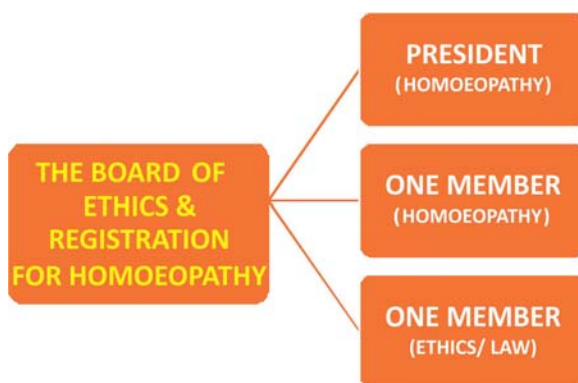 THE BOARD OF
ETHICS &
REGISTRATION
FOR HOMOEOPATHY
PRESIDENT
(HOMOEOPATHY)
ONE MEMBER
(HOMOEOPATHY)
ONE MEMBER
(ETHICS/ LAW)